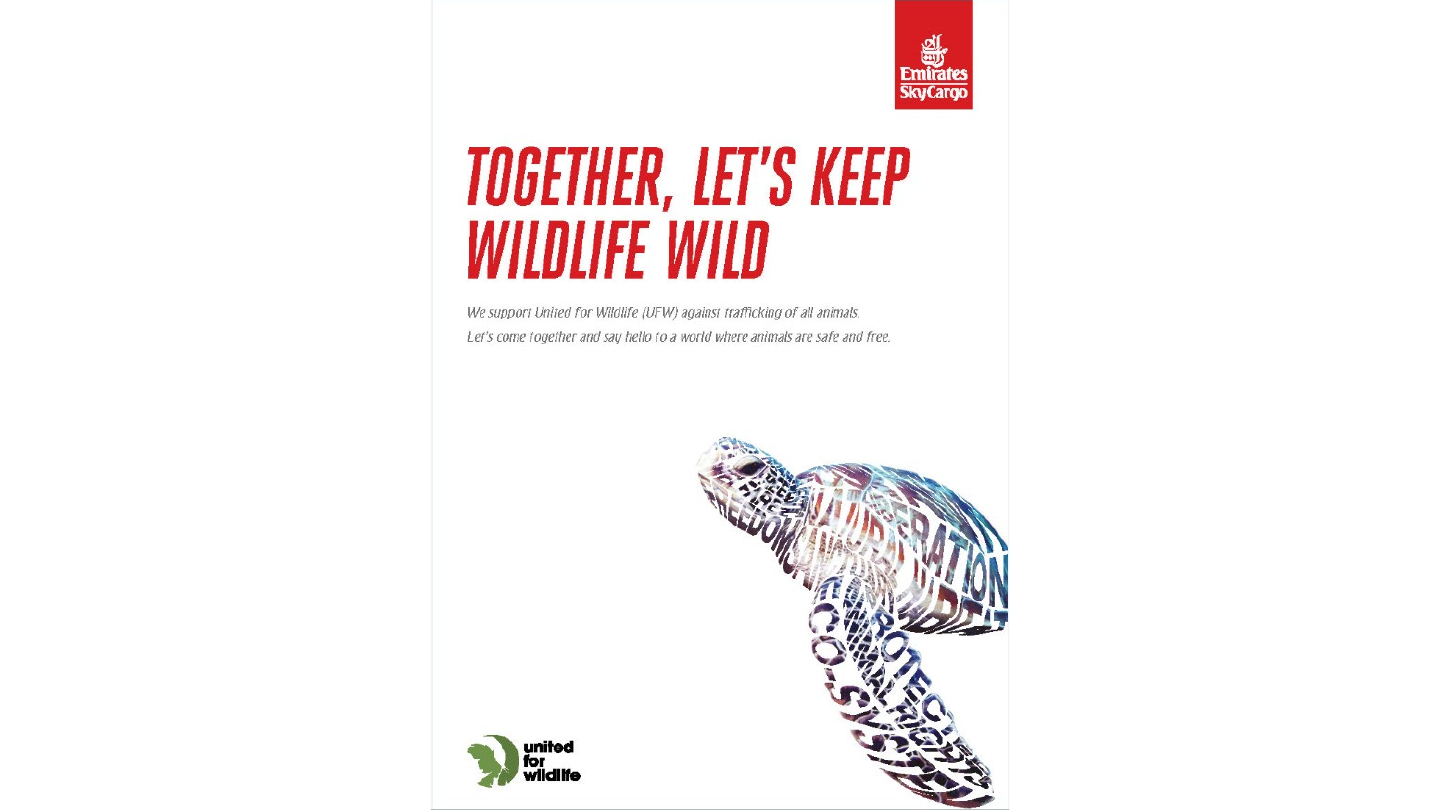 Emirates
SkyCargo
TOGETHER, LET'S KEEP
WILDLIFE WILD
We support United for Wildlife (UFW) against trafficking of all animals.
Let's come together and say hello to a world where animals are safe and free.
FREEDOM
united
for
wildlife